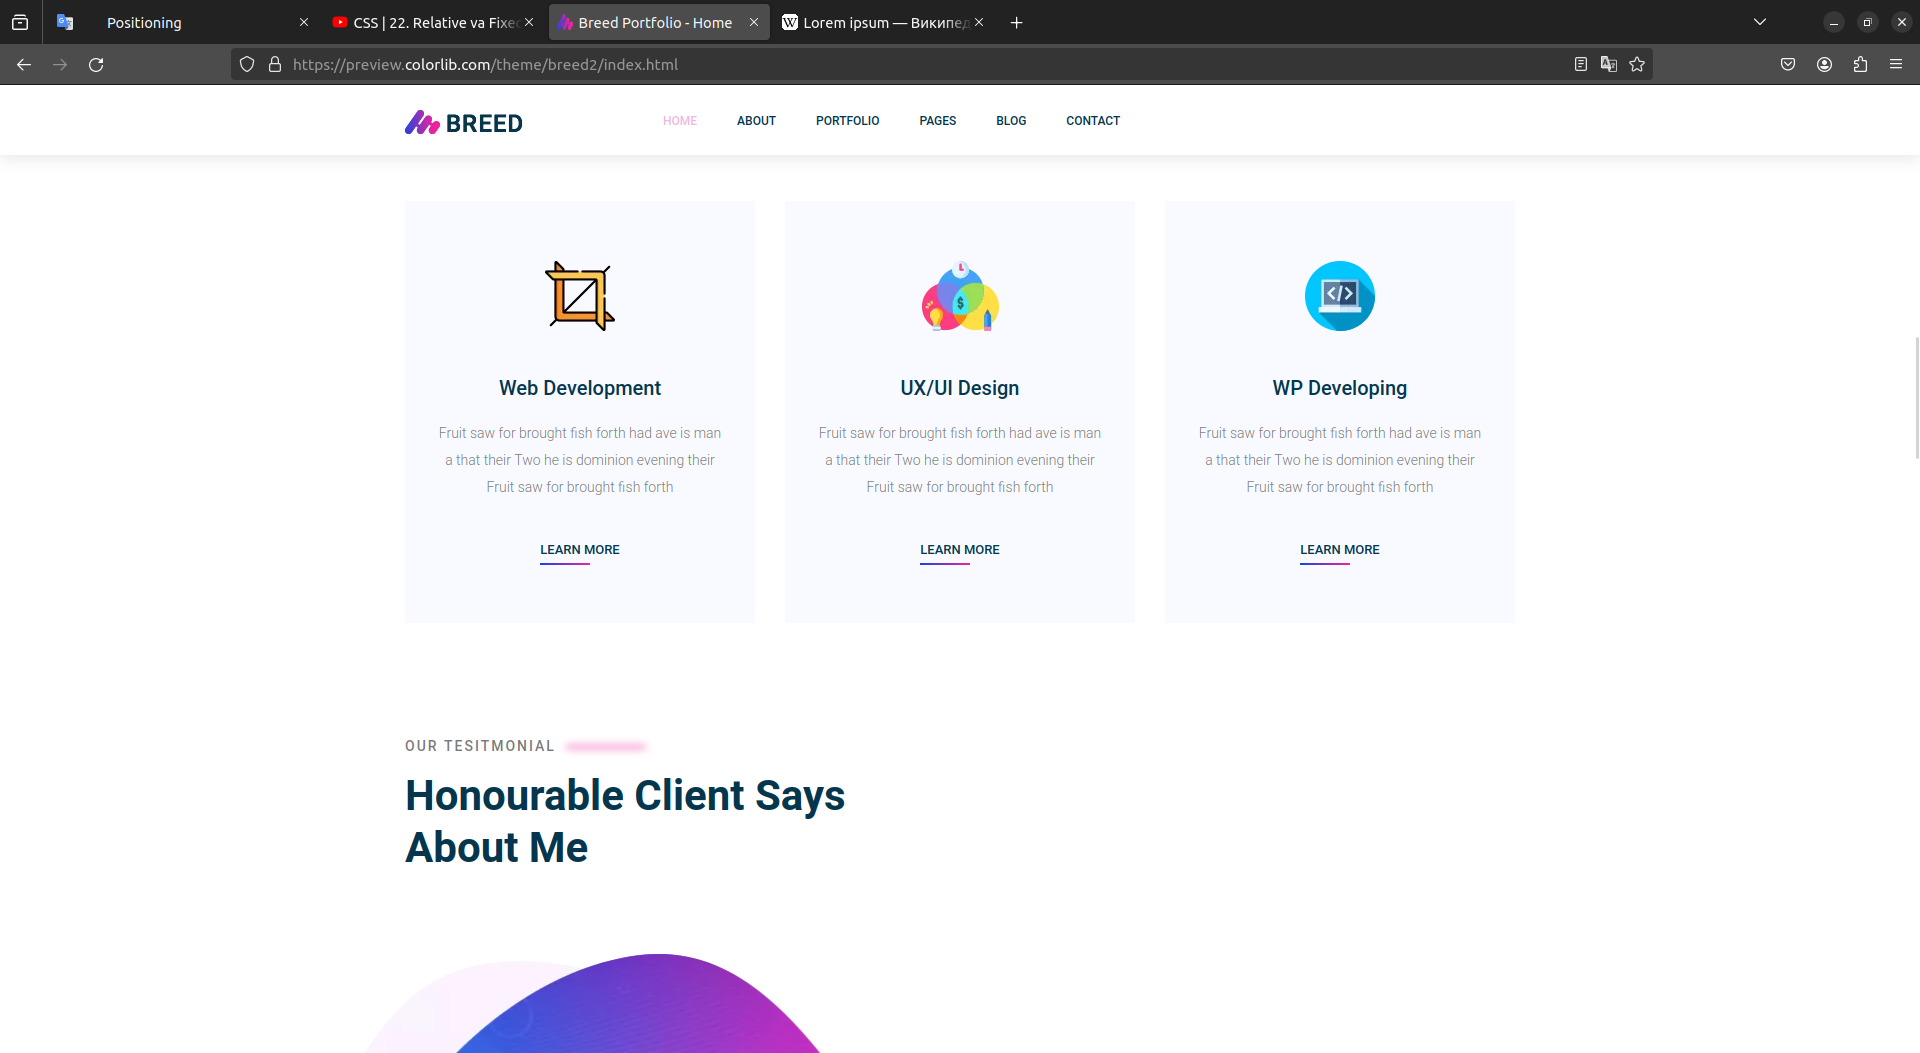 Positioning
CSS | 22. Relative va Fixed
Breed Portfolio - Home
Lorem ipsum — Википед
https://preview.colorlib.com/theme/breed2/index.html
BREED
HOME
ABOUT
PORTFOLIO
PAGES
BLOG
CONTACT
Web Development
Fruit saw for brought fish forth had ave is man
a that their Two he is dominion evening their
Fruit saw for brought fish forth
LEARN MORE
UX/UI Design
Fruit saw for brought fish forth had ave is man
a that their Two he is dominion evening their
Fruit saw for brought fish forth
LEARN MORE
WP Developing
Fruit saw for brought fish forth had ave is man
a that their Two he is dominion evening their
Fruit saw for brought fish forth
LEARN MORE
OUR TESITMONIAL
Honourable Client Says
About Me